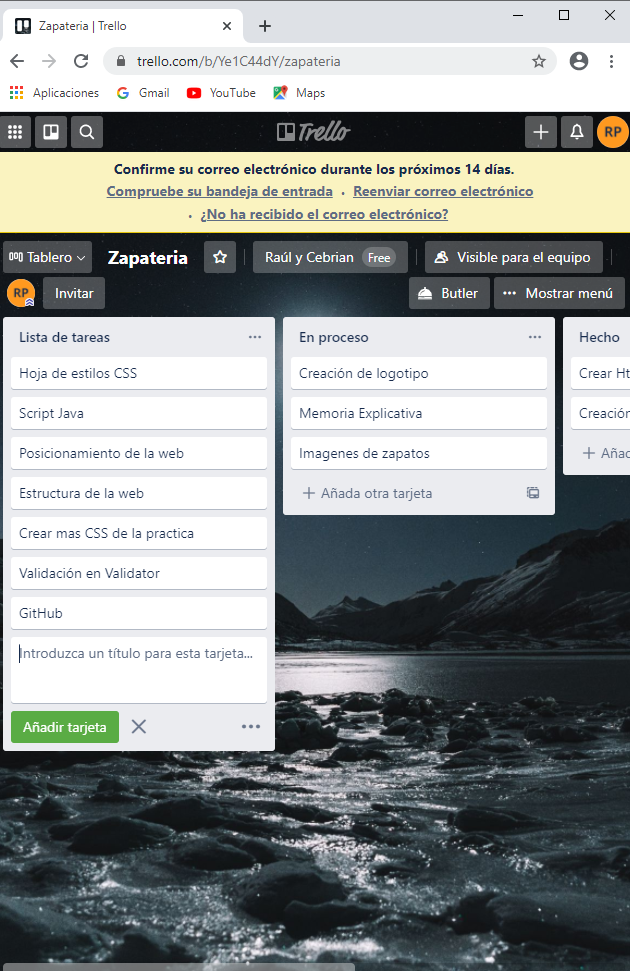 Zapateria | Trello
trello.com/b/Ye1C44dY/zapateria
Aplicaciones Gmail YouTube Maps
Trello RP
Confirme su correo electrónico durante los próximos 14 días.
Compruebe su bandeja de entrada · Reenviar correo electrónico
· ¿No ha recibido el correo electrónico?
Tablero Zapateria Raúl y Cebrian Free Visible para el equipo
RP Invitar Butler ··· Mostrar menú
Lista de tareas ···
Hoja de estilos CSS
Script Java
Posicionamiento de la web
Estructura de la web
Crear mas CSS de la practica
Validación en Validator
GitHub
Introduzca un título para esta tarjeta...
Añadir tarjeta ···
En proceso ···
Creación de logotipo
Memoria Explicativa
Imagenes de zapatos
+ Añada otra tarjeta
Hecho
Crear Ht
Creación
+ Añad